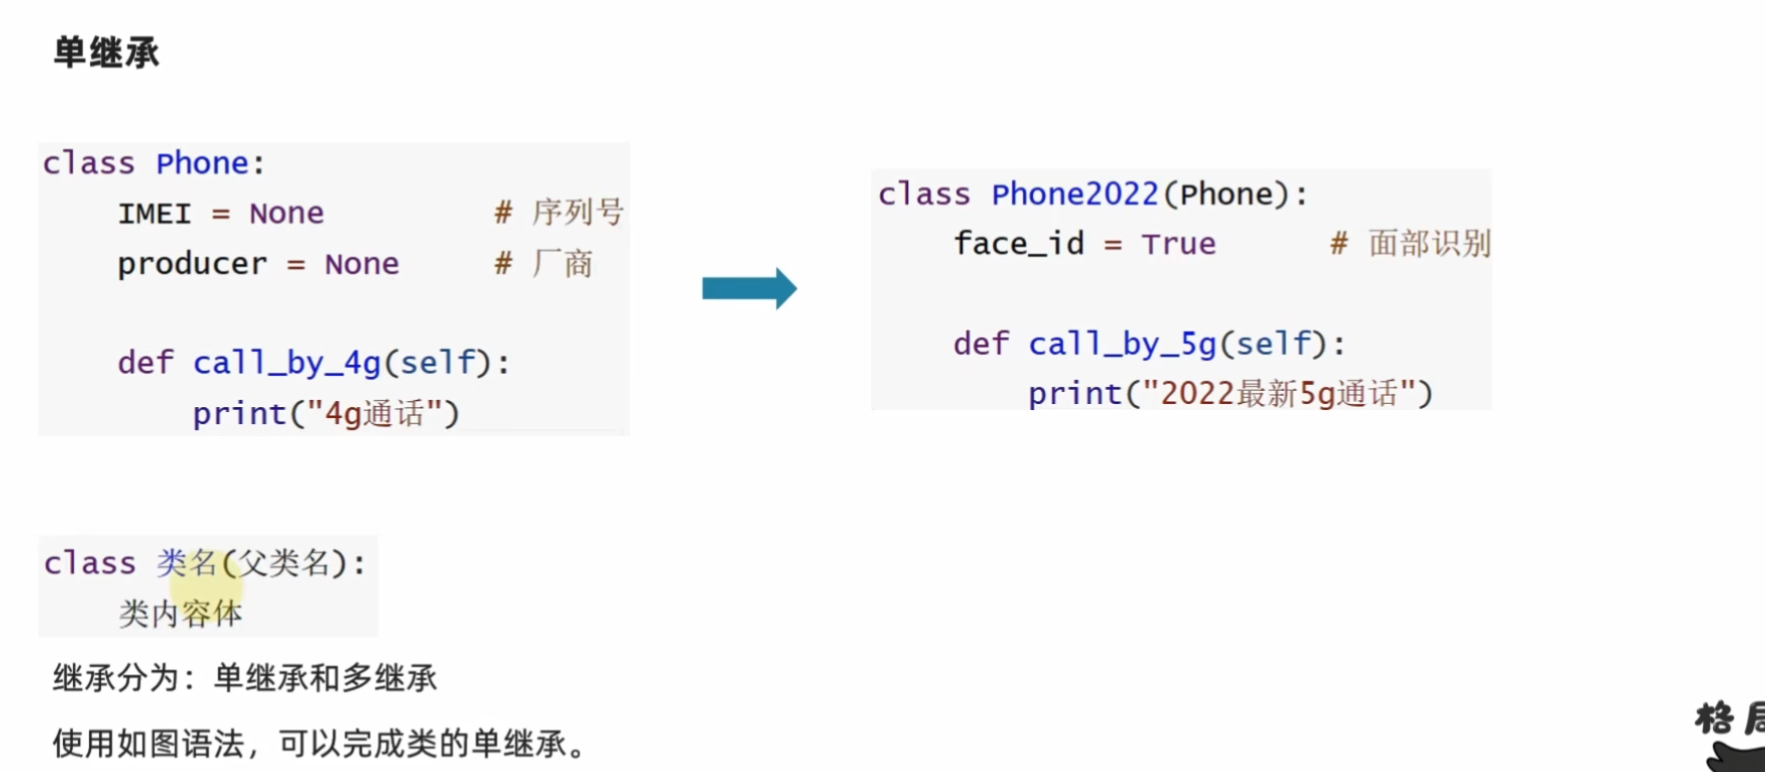 单继承
class Phone:
    IMEI = None         # 序列号
    producer = None     # 厂商
    def call_by_4g(self):
        print("4g通话")
class Phone2022(Phone):
    face_id = True      # 面部识别
    def call_by_5g(self):
        print("2022最新5g通话")
class 类名(父类名):
    类内容体
继承分为：单继承和多继承
使用如图语法，可以完成类的单继承。
格